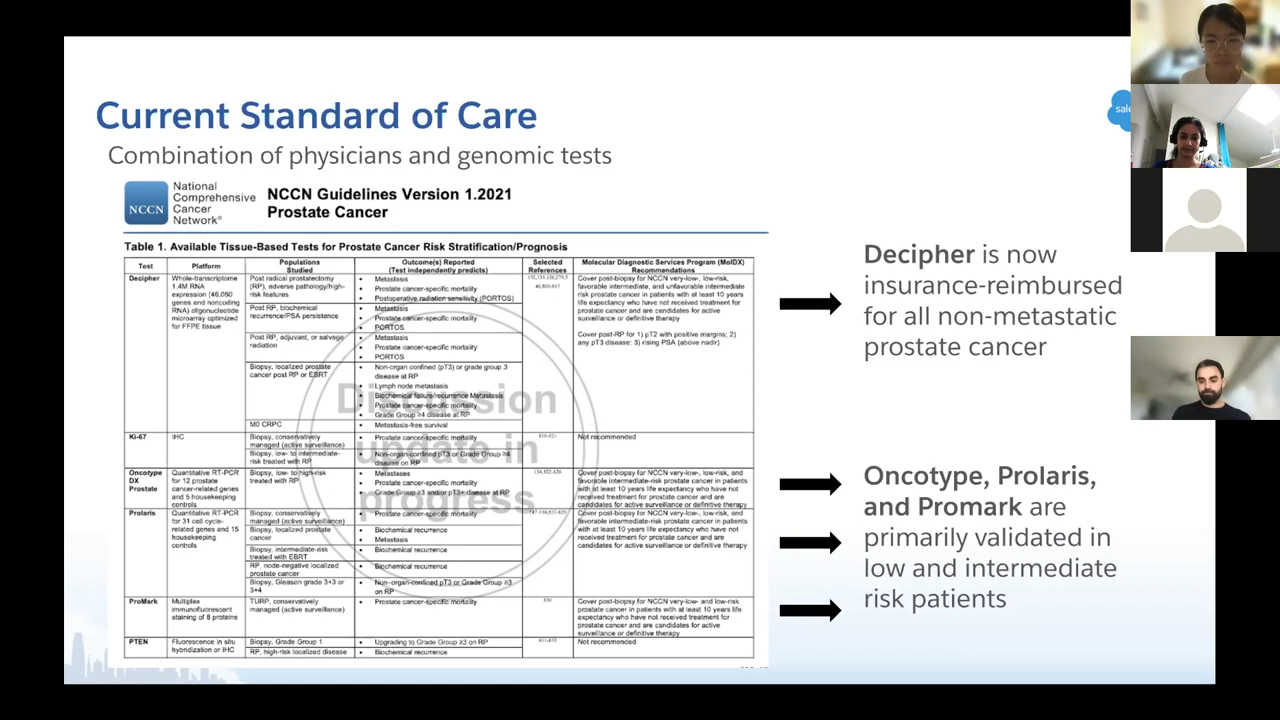 Current Standard of Care
sale
Combination of physicians and genomic tests
NCCN
National
Comprehensive
Cancer
Network®
NCCN Guidelines Version 1.2021
Prostate Cancer
Table 1. Available Tissue-Based Tests for Prostate Cancer Risk Stratification/Prognosis
Test
Platform
Populations
Studied
Outcome(s) Reported
(Test independently predicts)
Selected
References
Molecular Diagnostic Services Program (MolDX)
Recommendations
Decipher
Whole-transcriptome
1.4M RNA
expression (46,050
genes and noncoding
RNA) oligonucleotide
microarray optimized
for FFPE tissue
Post radical prostatectomy
(RP), adverse pathology/high-
risk features
• Metastasis
• Prostate cancer-specific mortality
• Postoperative radiation sensitivity (PORTOS)
Cover post-biopsy for NCCN very-low-, low-risk,
favorable intermediate, and unfavorable intermediate
risk prostate cancer in patients with at least 10 years
life expectancy who have not received treatment for
prostate cancer and are candidates for active
surveillance or definitive therapy
Cover post-RP for 1) pT2 with positive margins; 2)
any pT3 disease; 3) rising PSA (above nadir)
Post RP, biochemical
recurrence/PSA persistence
• Metastasis
• Prostate cancer-specific mortality
• PORTOS
Post RP, adjuvant, or salvage
radiation
• Metastasis
• Prostate cancer-specific mortality
• PORTOS
Biopsy, localized prostate
cancer post RP or EBRT
• Non-organ confined (pT3) or grade group 3
disease at RP
• Lymph node metastasis
• Biochemical failure/recurrence Metastasis
• Prostate cancer-specific mortality
• Grade Group ≥4 disease at RP
M0 CRPC
• Metastasis-free survival
Ki-67
IHC
Biopsy, conservatively
managed (active surveillance)
• Prostate cancer-specific mortality
Not recommended
Biopsy, low- to intermediate-
risk treated with RP
• Non-organ-confined pT3 or Grade Group ≥4
disease on RP
Oncotype
DX
Prostate
Quantitative RT-PCR
for 12 prostate
cancer-related genes
and 5 housekeeping
controls
Biopsy, low- to high-risk
treated with RP
• Metastases
• Prostate cancer-specific mortality
• Grade Group ≥3 and/or pT3+ disease at RP
Cover post-biopsy for NCCN very-low-, low-risk, and
favorable intermediate-risk prostate cancer in patients
with at least 10 years life expectancy who have not
received treatment for prostate cancer and are
candidates for active surveillance or definitive therapy
Prolaris
Quantitative RT-PCR
for 31 cell cycle-
related genes and 15
housekeeping
controls
Biopsy, conservatively
managed (active surveillance)
• Prostate cancer-specific mortality
Cover post-biopsy for NCCN very-low-, low-risk, and
favorable intermediate-risk prostate cancer in patients
with at least 10 years life expectancy who have not
received treatment for prostate cancer and are
candidates for active surveillance or definitive therapy
Biopsy, localized prostate
cancer
• Biochemical recurrence
• Metastasis
Biopsy, intermediate-risk
treated with EBRT
• Biochemical recurrence
RP, node-negative localized
prostate cancer
• Biochemical recurrence
Biopsy, Gleason grade 3+3 or
3+4
• Non-organ-confined pT3 or Grade Group ≥3
on RP
ProMark
Multiplex
immunofluorescent
staining of 8 proteins
TURP, conservatively
managed (active surveillance)
• Prostate cancer-specific mortality
Cover post-biopsy for NCCN very-low- and low-risk
prostate cancer in patients with at least 10 years life
expectancy who have not received treatment for
prostate cancer and are candidates for active
surveillance or definitive therapy
PTEN
Fluorescence in situ
hybridization or IHC
Biopsy, Grade Group 1
• Upgrading to Grade Group ≥3 on RP
Not recommended
RP, high-risk localized disease
• Biochemical recurrence
Discussion
update in
progress
Decipher is now
insurance-reimbursed
for all non-metastatic
prostate cancer
Oncotype, Prolaris,
and Promark are
primarily validated in
low and intermediate
risk patients